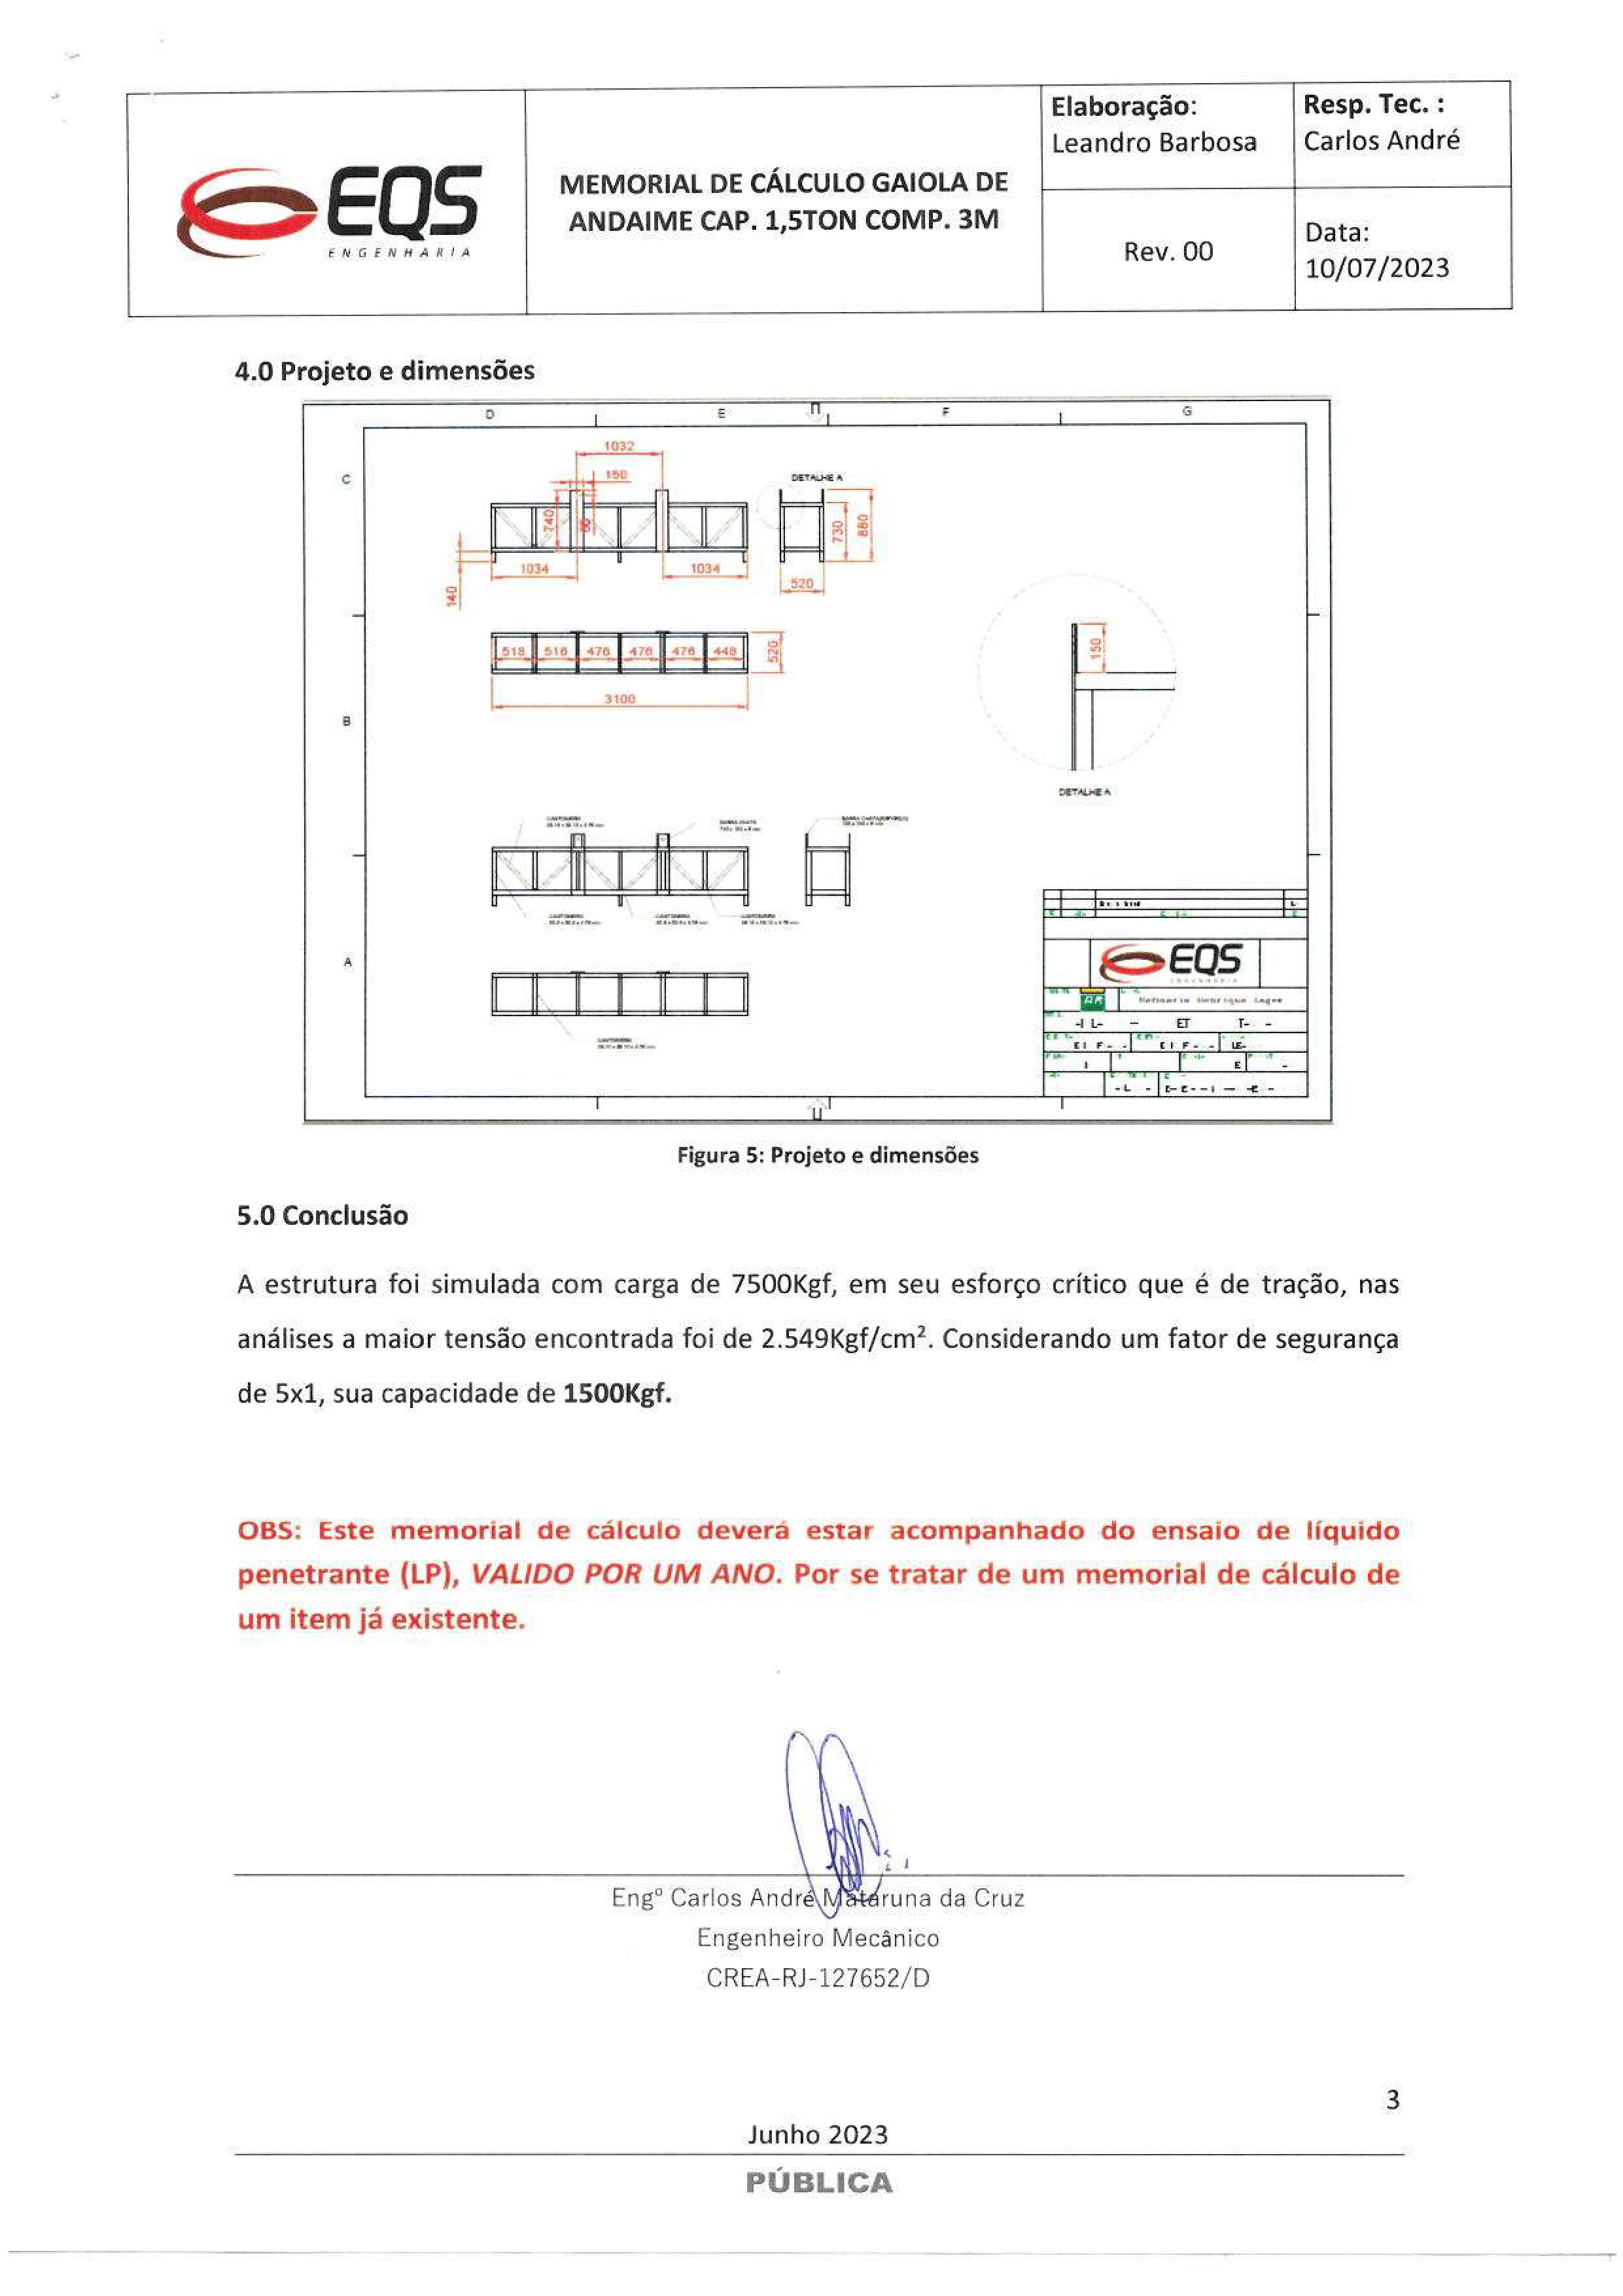 EQS
ENGENHARIA
MEMORIAL DE CÁLCULO GAIOLA DE
ANDAIME CAP. 1,5TON COMP. 3M
Elaboração:
Leandro Barbosa
Resp. Tec. :
Carlos André
Rev. 00
Data:
10/07/2023
4.0 Projeto e dimensões
D E F G
C
1032
150
DETALHE A
740
60
730
880
1034
1034
520
140
150
518 516 476 476 476 448
520
3100
B
DETALHE A
A
EQS
Figura 5: Projeto e dimensões
5.0 Conclusão
A estrutura foi simulada com carga de 7500Kgf, em seu esforço crítico que é de tração, nas
análises a maior tensão encontrada foi de 2.549Kgf/cm². Considerando um fator de segurança
de 5x1, sua capacidade de 1500Kgf.
OBS: Este memorial de cálculo deverá estar acompanhado do ensaio de líquido
penetrante (LP), VALIDO POR UM ANO. Por se tratar de um memorial de cálculo de
um item já existente.
Engº Carlos André Mataruna da Cruz
Engenheiro Mecânico
CREA-RJ-127652/D
3
Junho 2023
PÚBLICA